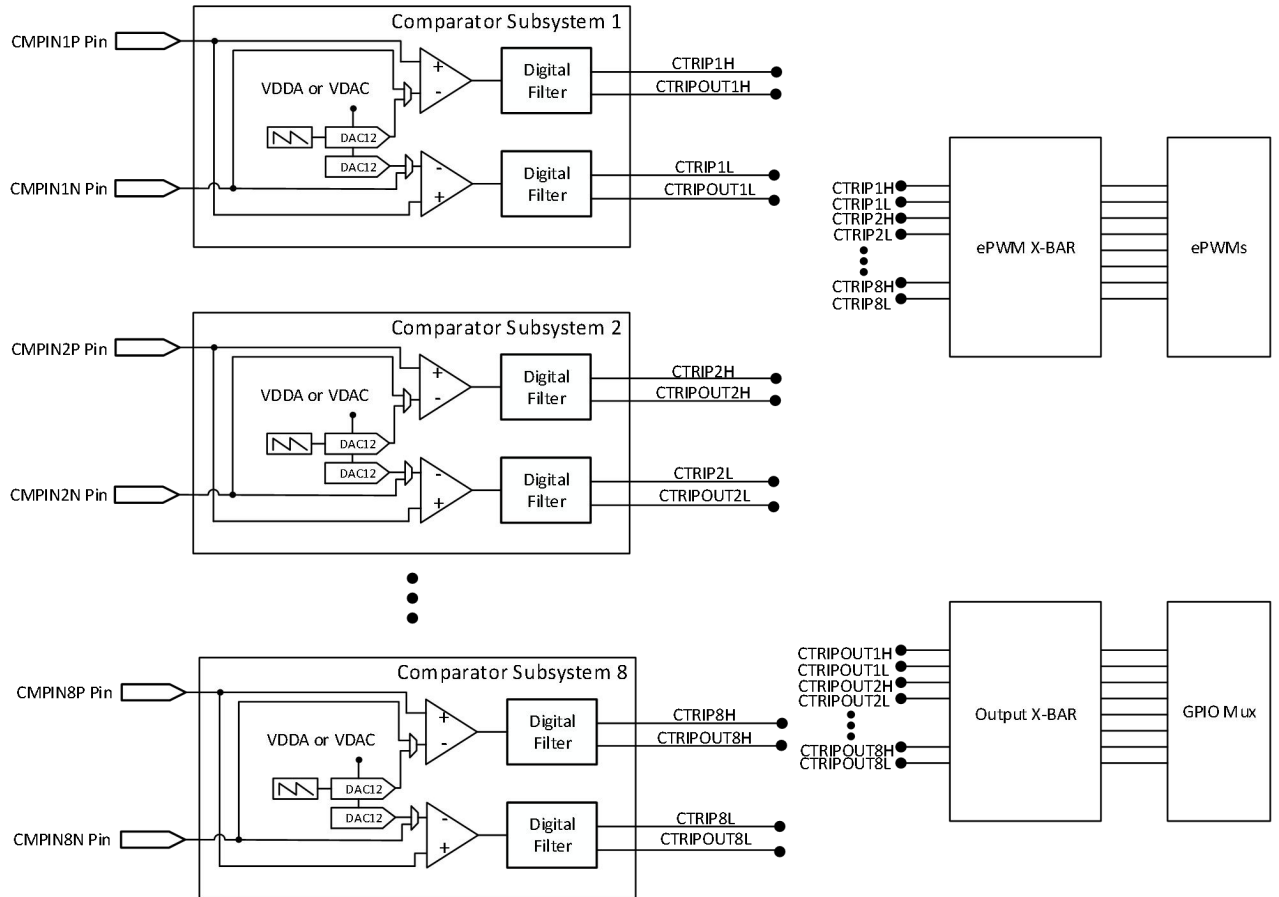 Comparator Subsystem 1
CMPIN1P Pin
VDDA or VDAC
DAC12
DAC12
CMPIN1N Pin
+
-
-
+
Digital
Filter
Digital
Filter
CTRIP1H
CTRIPOUT1H
CTRIP1L
CTRIPOUT1L
Comparator Subsystem 2
CMPIN2P Pin
VDDA or VDAC
DAC12
DAC12
CMPIN2N Pin
+
-
-
+
Digital
Filter
Digital
Filter
CTRIP2H
CTRIPOUT2H
CTRIP2L
CTRIPOUT2L
Comparator Subsystem 8
CMPIN8P Pin
VDDA or VDAC
DAC12
DAC12
CMPIN8N Pin
+
-
-
+
Digital
Filter
Digital
Filter
CTRIP8H
CTRIPOUT8H
CTRIP8L
CTRIPOUT8L
CTRIP1H
CTRIP1L
CTRIP2H
CTRIP2L
CTRIP8H
CTRIP8L
ePWM X-BAR
ePWMs
CTRIPOUT1H
CTRIPOUT1L
CTRIPOUT2H
CTRIPOUT2L
CTRIPOUT8H
CTRIPOUT8L
Output X-BAR
GPIO Mux